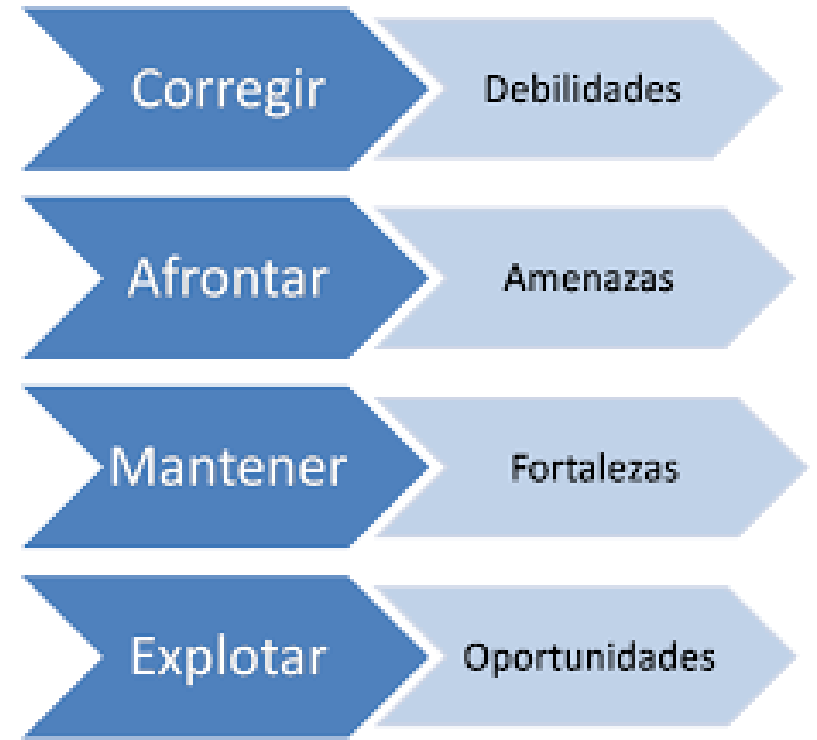 Corregir
Debilidades
Afrontar
Amenazas
Mantener
Fortalezas
Explotar
Oportunidades